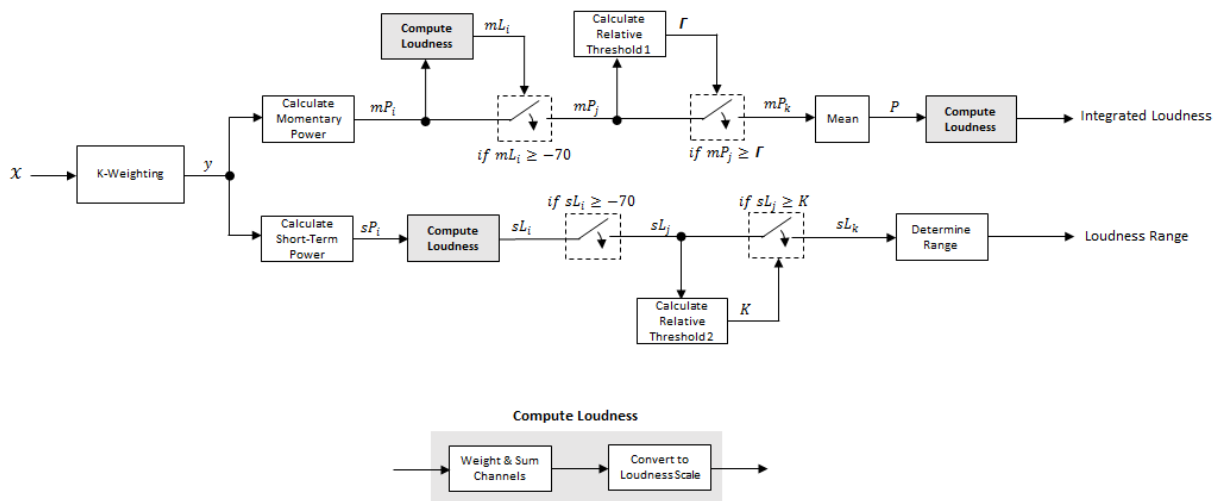 Compute
Loudness
mL_i
Calculate
Relative
Threshold 1
Γ
Calculate
Momentary
Power
mP_i
mP_j
mP_k
Mean
P
Compute
Loudness
Integrated Loudness
if mL_i ≥ −70
if mP_j ≥ Γ
x
K-Weighting
y
Calculate
Short-Term
Power
sP_i
Compute
Loudness
sL_i
if sL_i ≥ −70
sL_j
if sL_j ≥ K
sL_k
Determine
Range
Loudness Range
Calculate
Relative
Threshold 2
K
Compute Loudness
Weight & Sum
Channels
Convert to
Loudness Scale